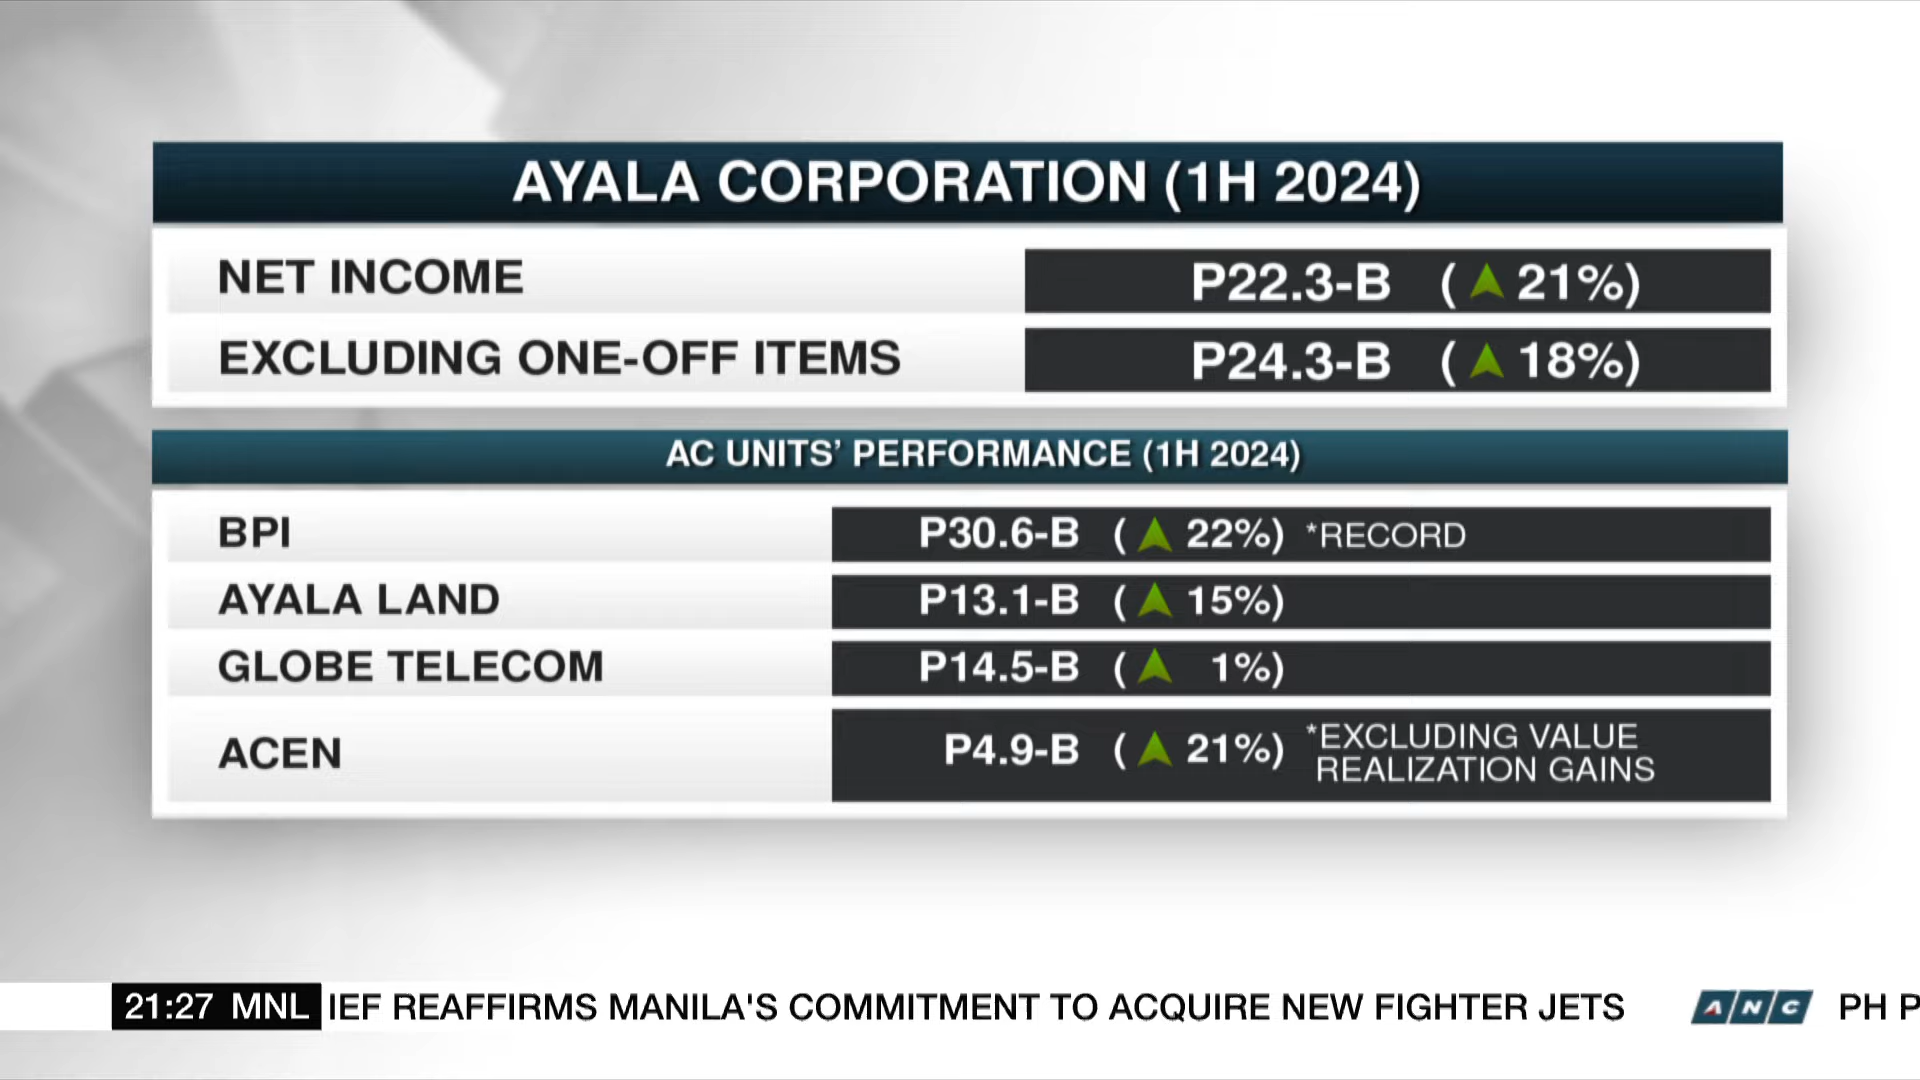 AYALA CORPORATION (1H 2024)
NET INCOME P22.3-B (▲ 21%)
EXCLUDING ONE-OFF ITEMS P24.3-B (▲ 18%)
AC UNITS’ PERFORMANCE (1H 2024)
BPI P30.6-B (▲ 22%) *RECORD
AYALA LAND P13.1-B (▲ 15%)
GLOBE TELECOM P14.5-B (▲ 1%)
ACEN P4.9-B (▲ 21%) *EXCLUDING VALUE
REALIZATION GAINS
21:27 MNL IEF REAFFIRMS MANILA'S COMMITMENT TO ACQUIRE NEW FIGHTER JETS ANC PH P